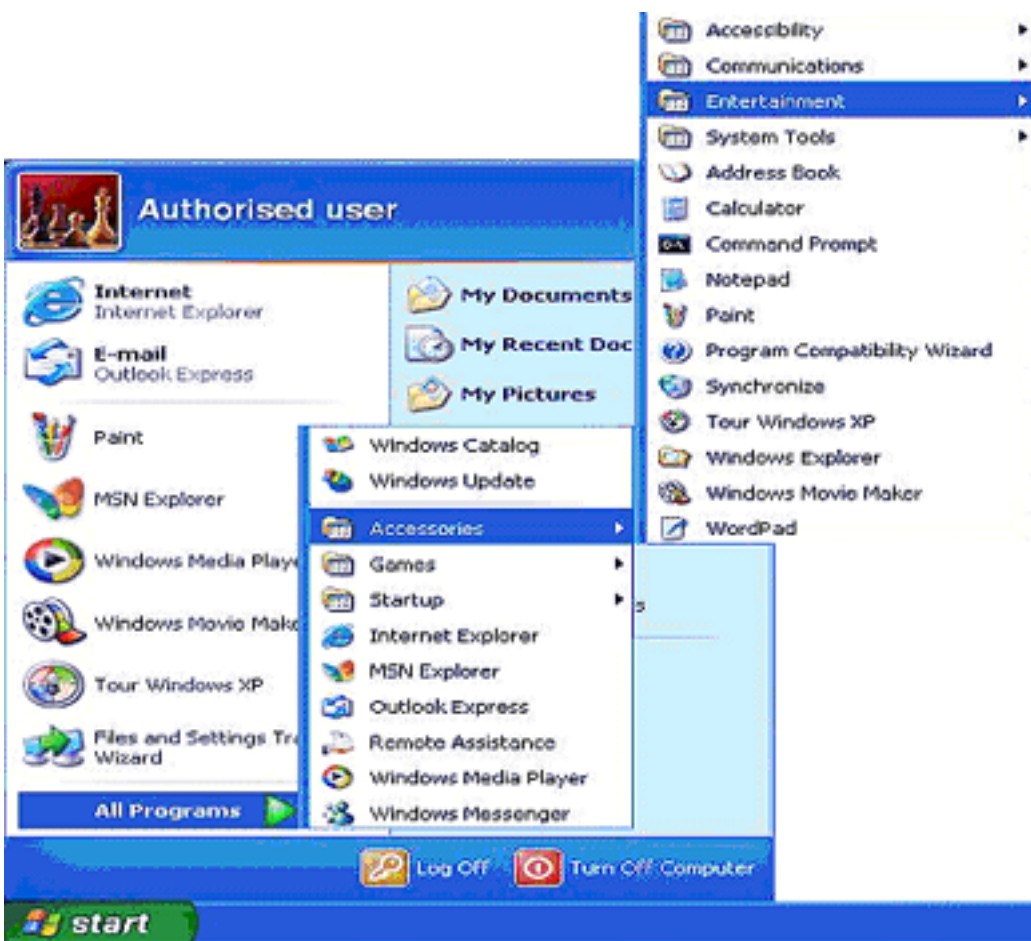 Accessibility
Communications
Entertainment
System Tools
Address Book
Calculator
Command Prompt
Notepad
Paint
Program Compatibility Wizard
Synchronize
Tour Windows XP
Windows Explorer
Windows Movie Maker
WordPad
Authorised user
Internet
Internet Explorer
E-mail
Outlook Express
Paint
MSN Explorer
Windows Media Playe
Windows Movie Make
Tour Windows XP
Files and Settings Tra
Wizard
All Programs
My Documents
My Recent Doc
My Pictures
s
Windows Catalog
Windows Update
Accessories
Games
Startup
Internet Explorer
MSN Explorer
Outlook Express
Remote Assistance
Windows Media Player
Windows Messenger
Log Off
Turn Off Computer
start